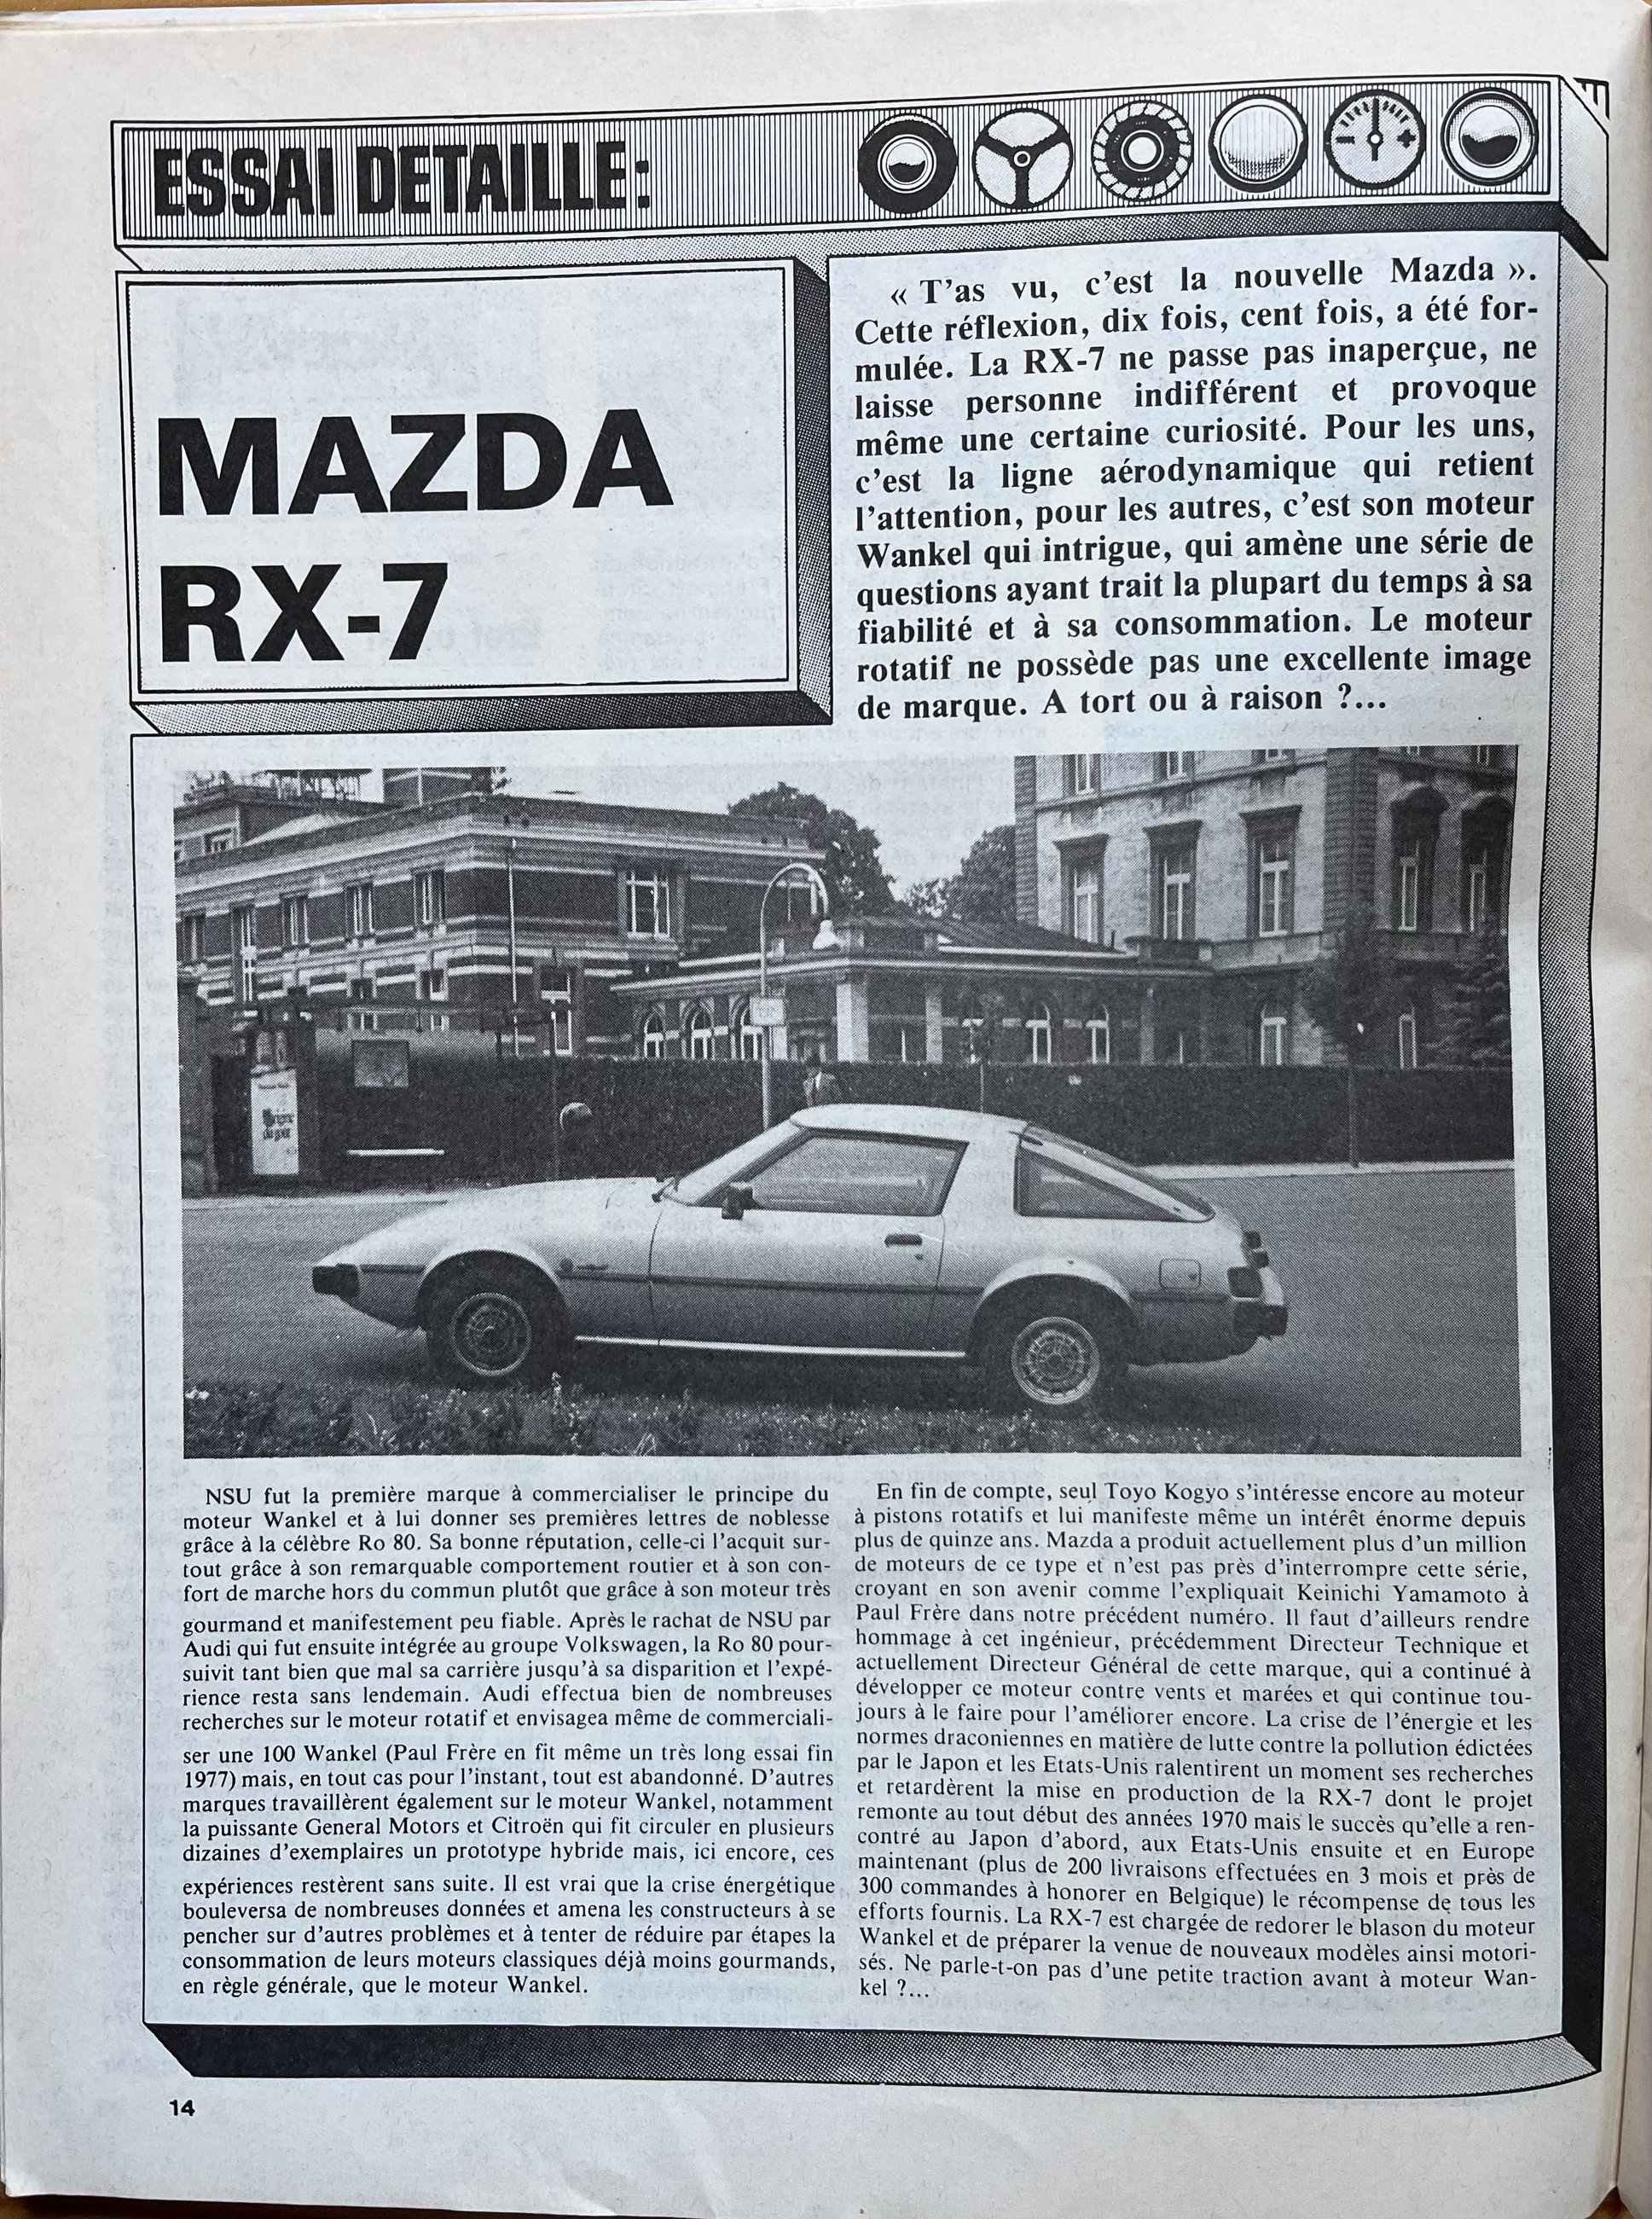 ESSAI DETAILLE:
MAZDA
RX-7
« T'as vu, c'est la nouvelle Mazda ».
Cette réflexion, dix fois, cent fois, a été for-
mulée. La RX-7 ne passe pas inaperçue, ne
laisse personne indifférent et provoque
même une certaine curiosité. Pour les uns,
c'est la ligne aérodynamique qui retient
l'attention, pour les autres, c'est son moteur
Wankel qui intrigue, qui amène une série de
questions ayant trait la plupart du temps à sa
fiabilité et à sa consommation. Le moteur
rotatif ne possède pas une excellente image
de marque. A tort ou à raison ?...
NSU fut la première marque à commercialiser le principe du
moteur Wankel et à lui donner ses premières lettres de noblesse
grâce à la célèbre Ro 80. Sa bonne réputation, celle-ci l'acquit sur-
tout grâce à son remarquable comportement routier et à son con-
fort de marche hors du commun plutôt que grâce à son moteur très
gourmand et manifestement peu fiable. Après le rachat de NSU par
Audi qui fut ensuite intégrée au groupe Volkswagen, la Ro 80 pour-
suivit tant bien que mal sa carrière jusqu'à sa disparition et l'expé-
rience resta sans lendemain. Audi effectua bien de nombreuses
recherches sur le moteur rotatif et envisagea même de commerciali-
ser une 100 Wankel (Paul Frère en fit même un très long essai fin
1977) mais, en tout cas pour l'instant, tout est abandonné. D'autres
marques travaillèrent également sur le moteur Wankel, notamment
la puissante General Motors et Citroën qui fit circuler en plusieurs
dizaines d'exemplaires un prototype hybride mais, ici encore, ces
expériences restèrent sans suite. Il est vrai que la crise énergétique
bouleversa de nombreuses données et amena les constructeurs à se
pencher sur d'autres problèmes et à tenter de réduire par étapes la
consommation de leurs moteurs classiques déjà moins gourmands,
en règle générale, que le moteur Wankel.
En fin de compte, seul Toyo Kogyo s'intéresse encore au moteur
à pistons rotatifs et lui manifeste même un intérêt énorme depuis
plus de quinze ans. Mazda a produit actuellement plus d'un million
de moteurs de ce type et n'est pas près d'interrompre cette série,
croyant en son avenir comme l'expliquait Keinichi Yamamoto à
Paul Frère dans notre précédent numéro. Il faut d'ailleurs rendre
hommage à cet ingénieur, précédemment Directeur Technique et
actuellement Directeur Général de cette marque, qui a continué à
développer ce moteur contre vents et marées et qui continue tou-
jours à le faire pour l'améliorer encore. La crise de l'énergie et les
normes draconiennes en matière de lutte contre la pollution édictées
par le Japon et les Etats-Unis ralentirent un moment ses recherches
et retardèrent la mise en production de la RX-7 dont le projet
remonte au tout début des années 1970 mais le succès qu'elle a ren-
contré au Japon d'abord, aux Etats-Unis ensuite et en Europe
maintenant (plus de 200 livraisons effectuées en 3 mois et près de
300 commandes à honorer en Belgique) le récompense de tous les
efforts fournis. La RX-7 est chargée de redorer le blason du moteur
Wankel et de préparer la venue de nouveaux modèles ainsi motori-
sés. Ne parle-t-on pas d'une petite traction avant à moteur Wan-
kel ?...
14